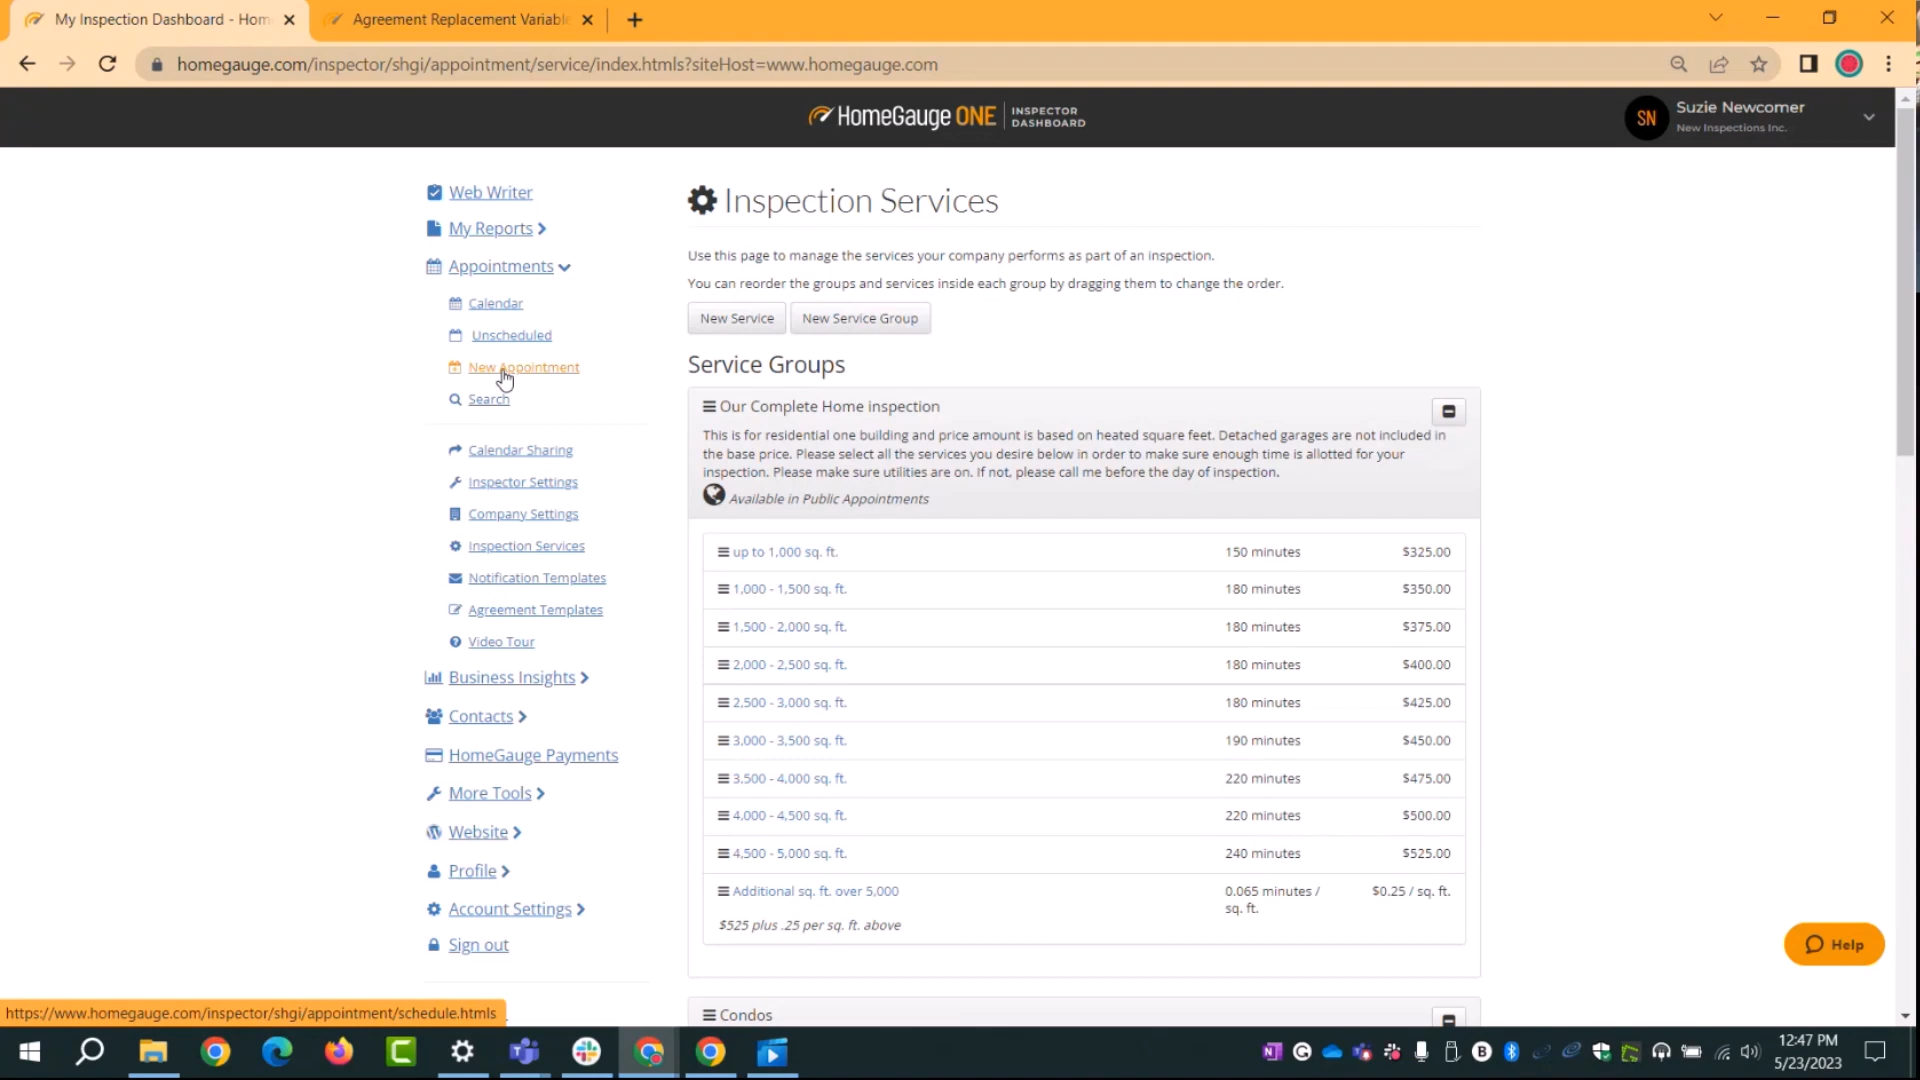 My Inspection Dashboard - Hom
Agreement Replacement Variabl
homegauge.com/inspector/shgi/appointment/service/index.htmls?siteHost=www.homegauge.com
HomeGauge ONE
INSPECTOR
DASHBOARD
SN
Suzie Newcomer
New Inspections Inc.
Web Writer
My Reports
Appointments
Calendar
Unscheduled
New Appointment
Search
Calendar Sharing
Inspector Settings
Company Settings
Inspection Services
Notification Templates
Agreement Templates
Video Tour
Business Insights
Contacts
HomeGauge Payments
More Tools
Website
Profile
Account Settings
Sign out
Inspection Services
Use this page to manage the services your company performs as part of an inspection.
You can reorder the groups and services inside each group by dragging them to change the order.
New Service
New Service Group
Service Groups
Our Complete Home inspection
This is for residential one building and price amount is based on heated square feet. Detached garages are not included in
the base price. Please select all the services you desire below in order to make sure enough time is allotted for your
inspection. Please make sure utilities are on. If not, please call me before the day of inspection.
Available in Public Appointments
up to 1,000 sq. ft. 150 minutes $325.00
1,000 - 1,500 sq. ft. 180 minutes $350.00
1,500 - 2,000 sq. ft. 180 minutes $375.00
2,000 - 2,500 sq. ft. 180 minutes $400.00
2,500 - 3,000 sq. ft. 180 minutes $425.00
3,000 - 3,500 sq. ft. 190 minutes $450.00
3,500 - 4,000 sq. ft. 220 minutes $475.00
4,000 - 4,500 sq. ft. 220 minutes $500.00
4,500 - 5,000 sq. ft. 240 minutes $525.00
Additional sq. ft. over 5,000 0.065 minutes / $0.25 / sq. ft.
sq. ft.
$525 plus .25 per sq. ft. above
Condos
Help
https://www.homegauge.com/inspector/shgi/appointment/schedule.htmls
12:47 PM
5/23/2023